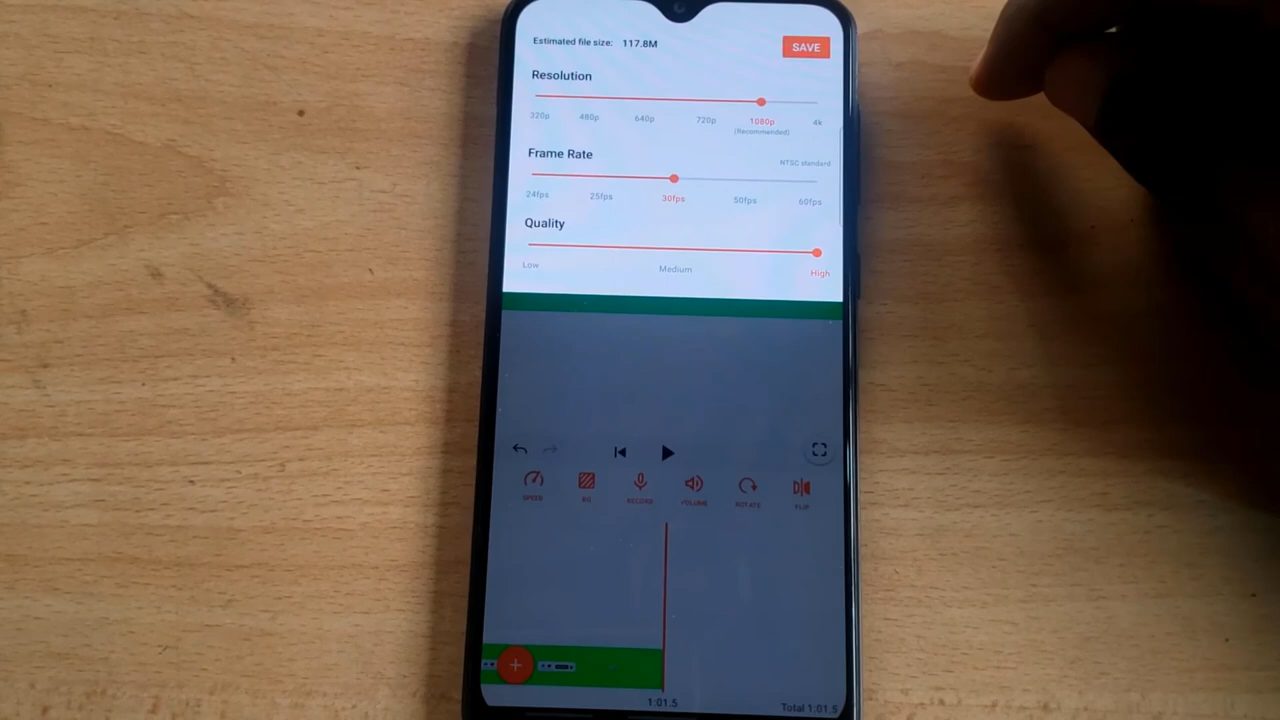 Estimated file size: 117.8M
SAVE
Resolution
320p 480p 640p 720p 1080p 4k
(Recommended)
Frame Rate
NTSC standard
24fps 25fps 30fps 50fps 60fps
Quality
Low Medium High
SPEED BG RECORD VOLUME ROTATE FLIP
1:01.5
Total 1:01.5